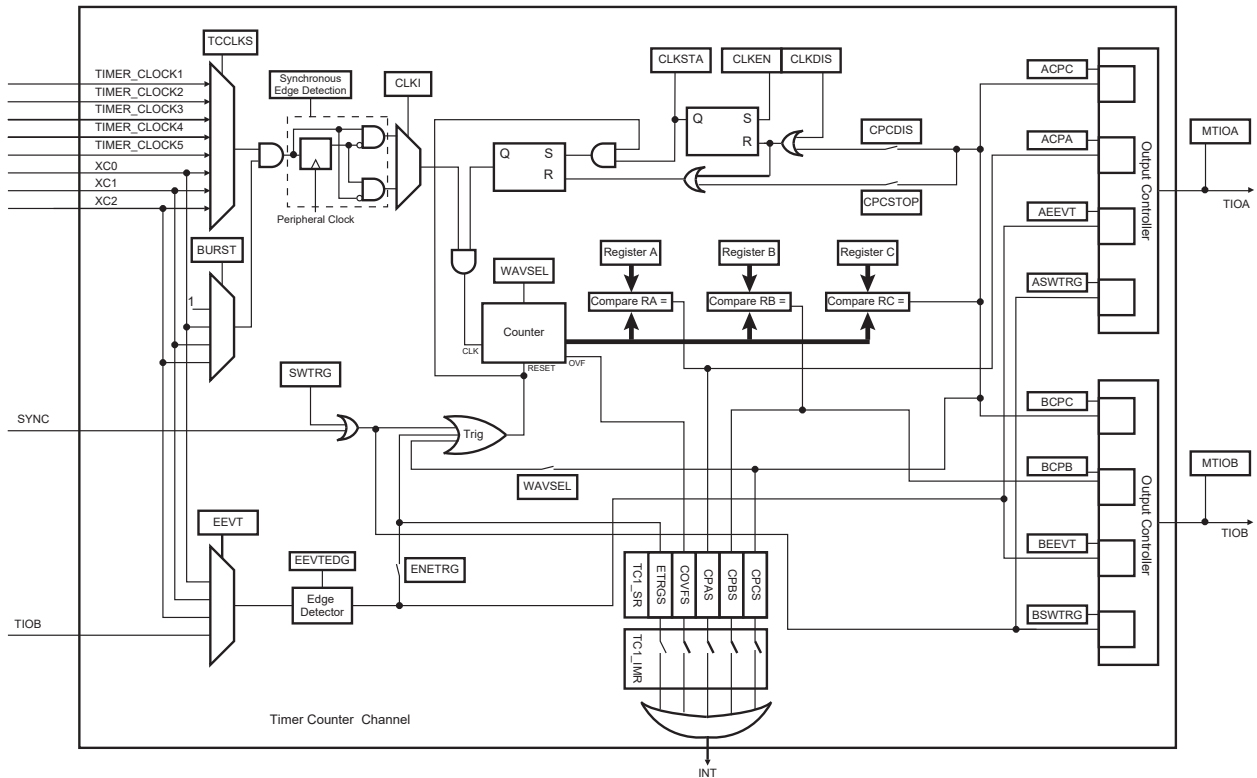 TCCLKS
TIMER_CLOCK1
TIMER_CLOCK2
TIMER_CLOCK3
TIMER_CLOCK4
TIMER_CLOCK5
XC0
XC1
XC2
Synchronous
Edge Detection
CLKI
Peripheral Clock
BURST
1
CLKSTA
CLKEN
CLKDIS
Q
S
R
Q
S
R
CPCDIS
CPCSTOP
Register A
Register B
Register C
Compare RA =
Compare RB =
Compare RC =
WAVSEL
Counter
CLK
RESET
OVF
SWTRG
SYNC
Trig
WAVSEL
EEVT
EEVTEDG
Edge
Detector
ENETRG
TIOB
TC1_SR
ETRGS
COVFS
CPAS
CPBS
CPCS
TC1_IMR
INT
Timer Counter Channel
ACPC
ACPA
AEEVT
ASWTRG
Output Controller
MTIOA
TIOA
BCPC
BCPB
BEEVT
BSWTRG
Output Controller
MTIOB
TIOB